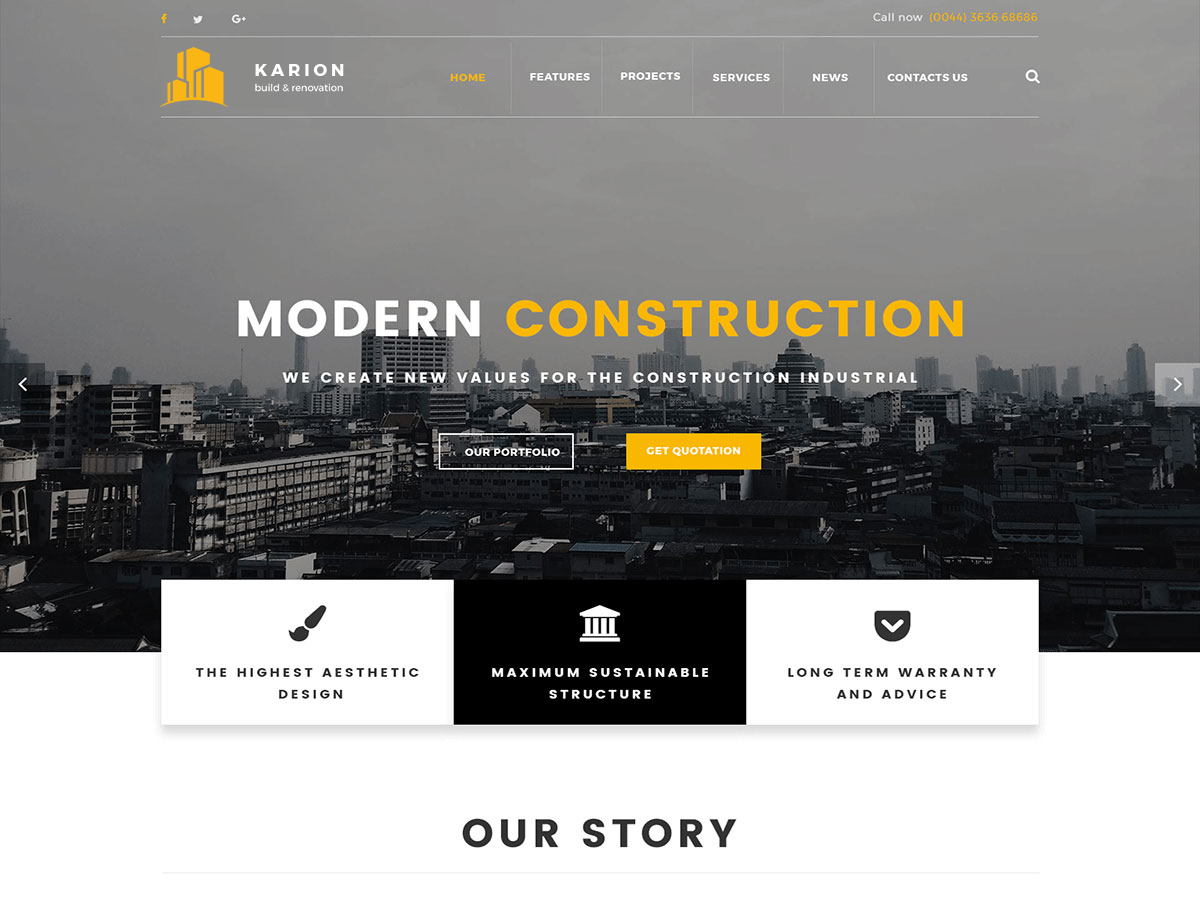 Call now (0044) 3636 68686
KARION
build & renovation
HOME FEATURES PROJECTS SERVICES NEWS CONTACTS US
MODERN CONSTRUCTION
WE CREATE NEW VALUES FOR THE CONSTRUCTION INDUSTRIAL
OUR PORTFOLIO GET QUOTATION
THE HIGHEST AESTHETIC
DESIGN
MAXIMUM SUSTAINABLE
STRUCTURE
LONG TERM WARRANTY
AND ADVICE
OUR STORY